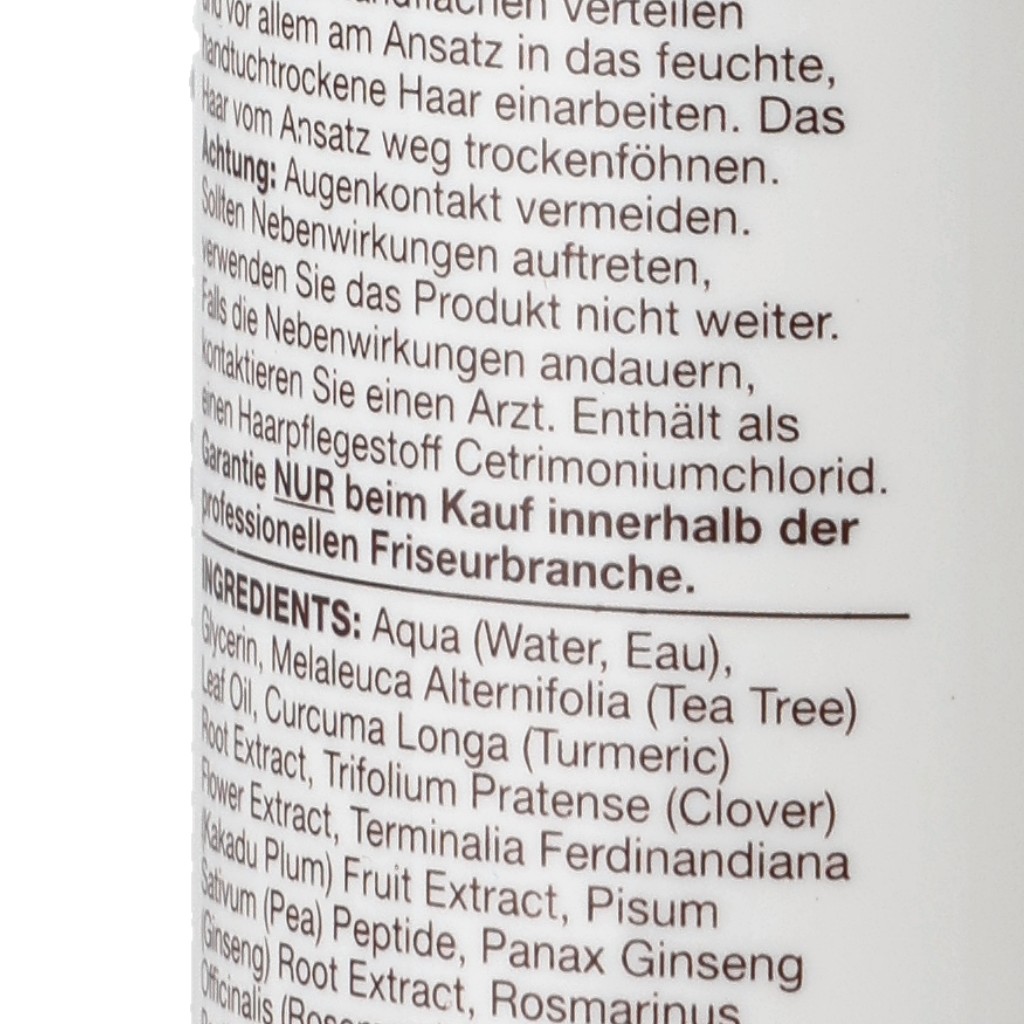 verteilen
und vor allem am Ansatz in das feuchte,
handtuchtrockene Haar einarbeiten. Das
Haar vom Ansatz weg trockenföhnen.
Achtung: Augenkontakt vermeiden.
Sollten Nebenwirkungen auftreten,
verwenden Sie das Produkt nicht weiter.
Falls die Nebenwirkungen andauern,
kontaktieren Sie einen Arzt. Enthält als
einen Haarpflegestoff Cetrimoniumchlorid.
Garantie NUR beim Kauf innerhalb der
professionellen Friseurbranche.
INGREDIENTS: Aqua (Water, Eau),
Glycerin, Melaleuca Alternifolia (Tea Tree)
Leaf Oil, Curcuma Longa (Turmeric)
Root Extract, Trifolium Pratense (Clover)
Flower Extract, Terminalia Ferdinandiana
(Kakadu Plum) Fruit Extract, Pisum
Sativum (Pea) Peptide, Panax Ginseng
(Ginseng) Root Extract, Rosmarinus
Officinalis